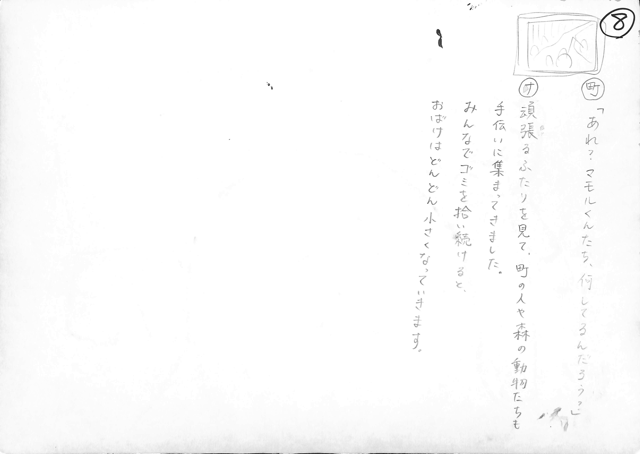 ⑧
町
「あれ?マモルくんたち、何してるんだろう?」
す
頑張るふたりを見て、町の人や森の動物たちも
手伝いに集まってきました。
みんなでゴミを拾い続けると、
おばけはどんどん小さくなっていきます。